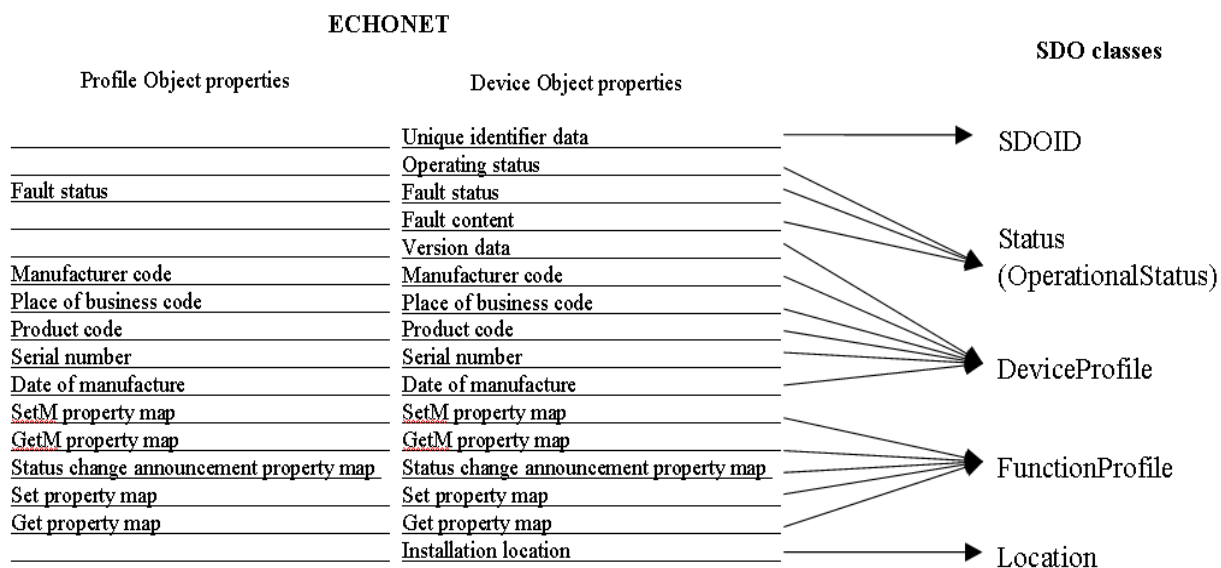 ECHONET
SDO classes
Profile Object properties
Device Object properties
Unique identifier data
SDOID
Operating status
Fault status
Fault status
Fault content
Status
(OperationalStatus)
Version data
Manufacturer code
Manufacturer code
Place of business code
Place of business code
Product code
Product code
Serial number
Serial number
DeviceProfile
Date of manufacture
Date of manufacture
SetM property map
SetM property map
GetM property map
GetM property map
Status change announcement property map
Status change announcement property map
FunctionProfile
Set property map
Set property map
Get property map
Get property map
Installation location
Location